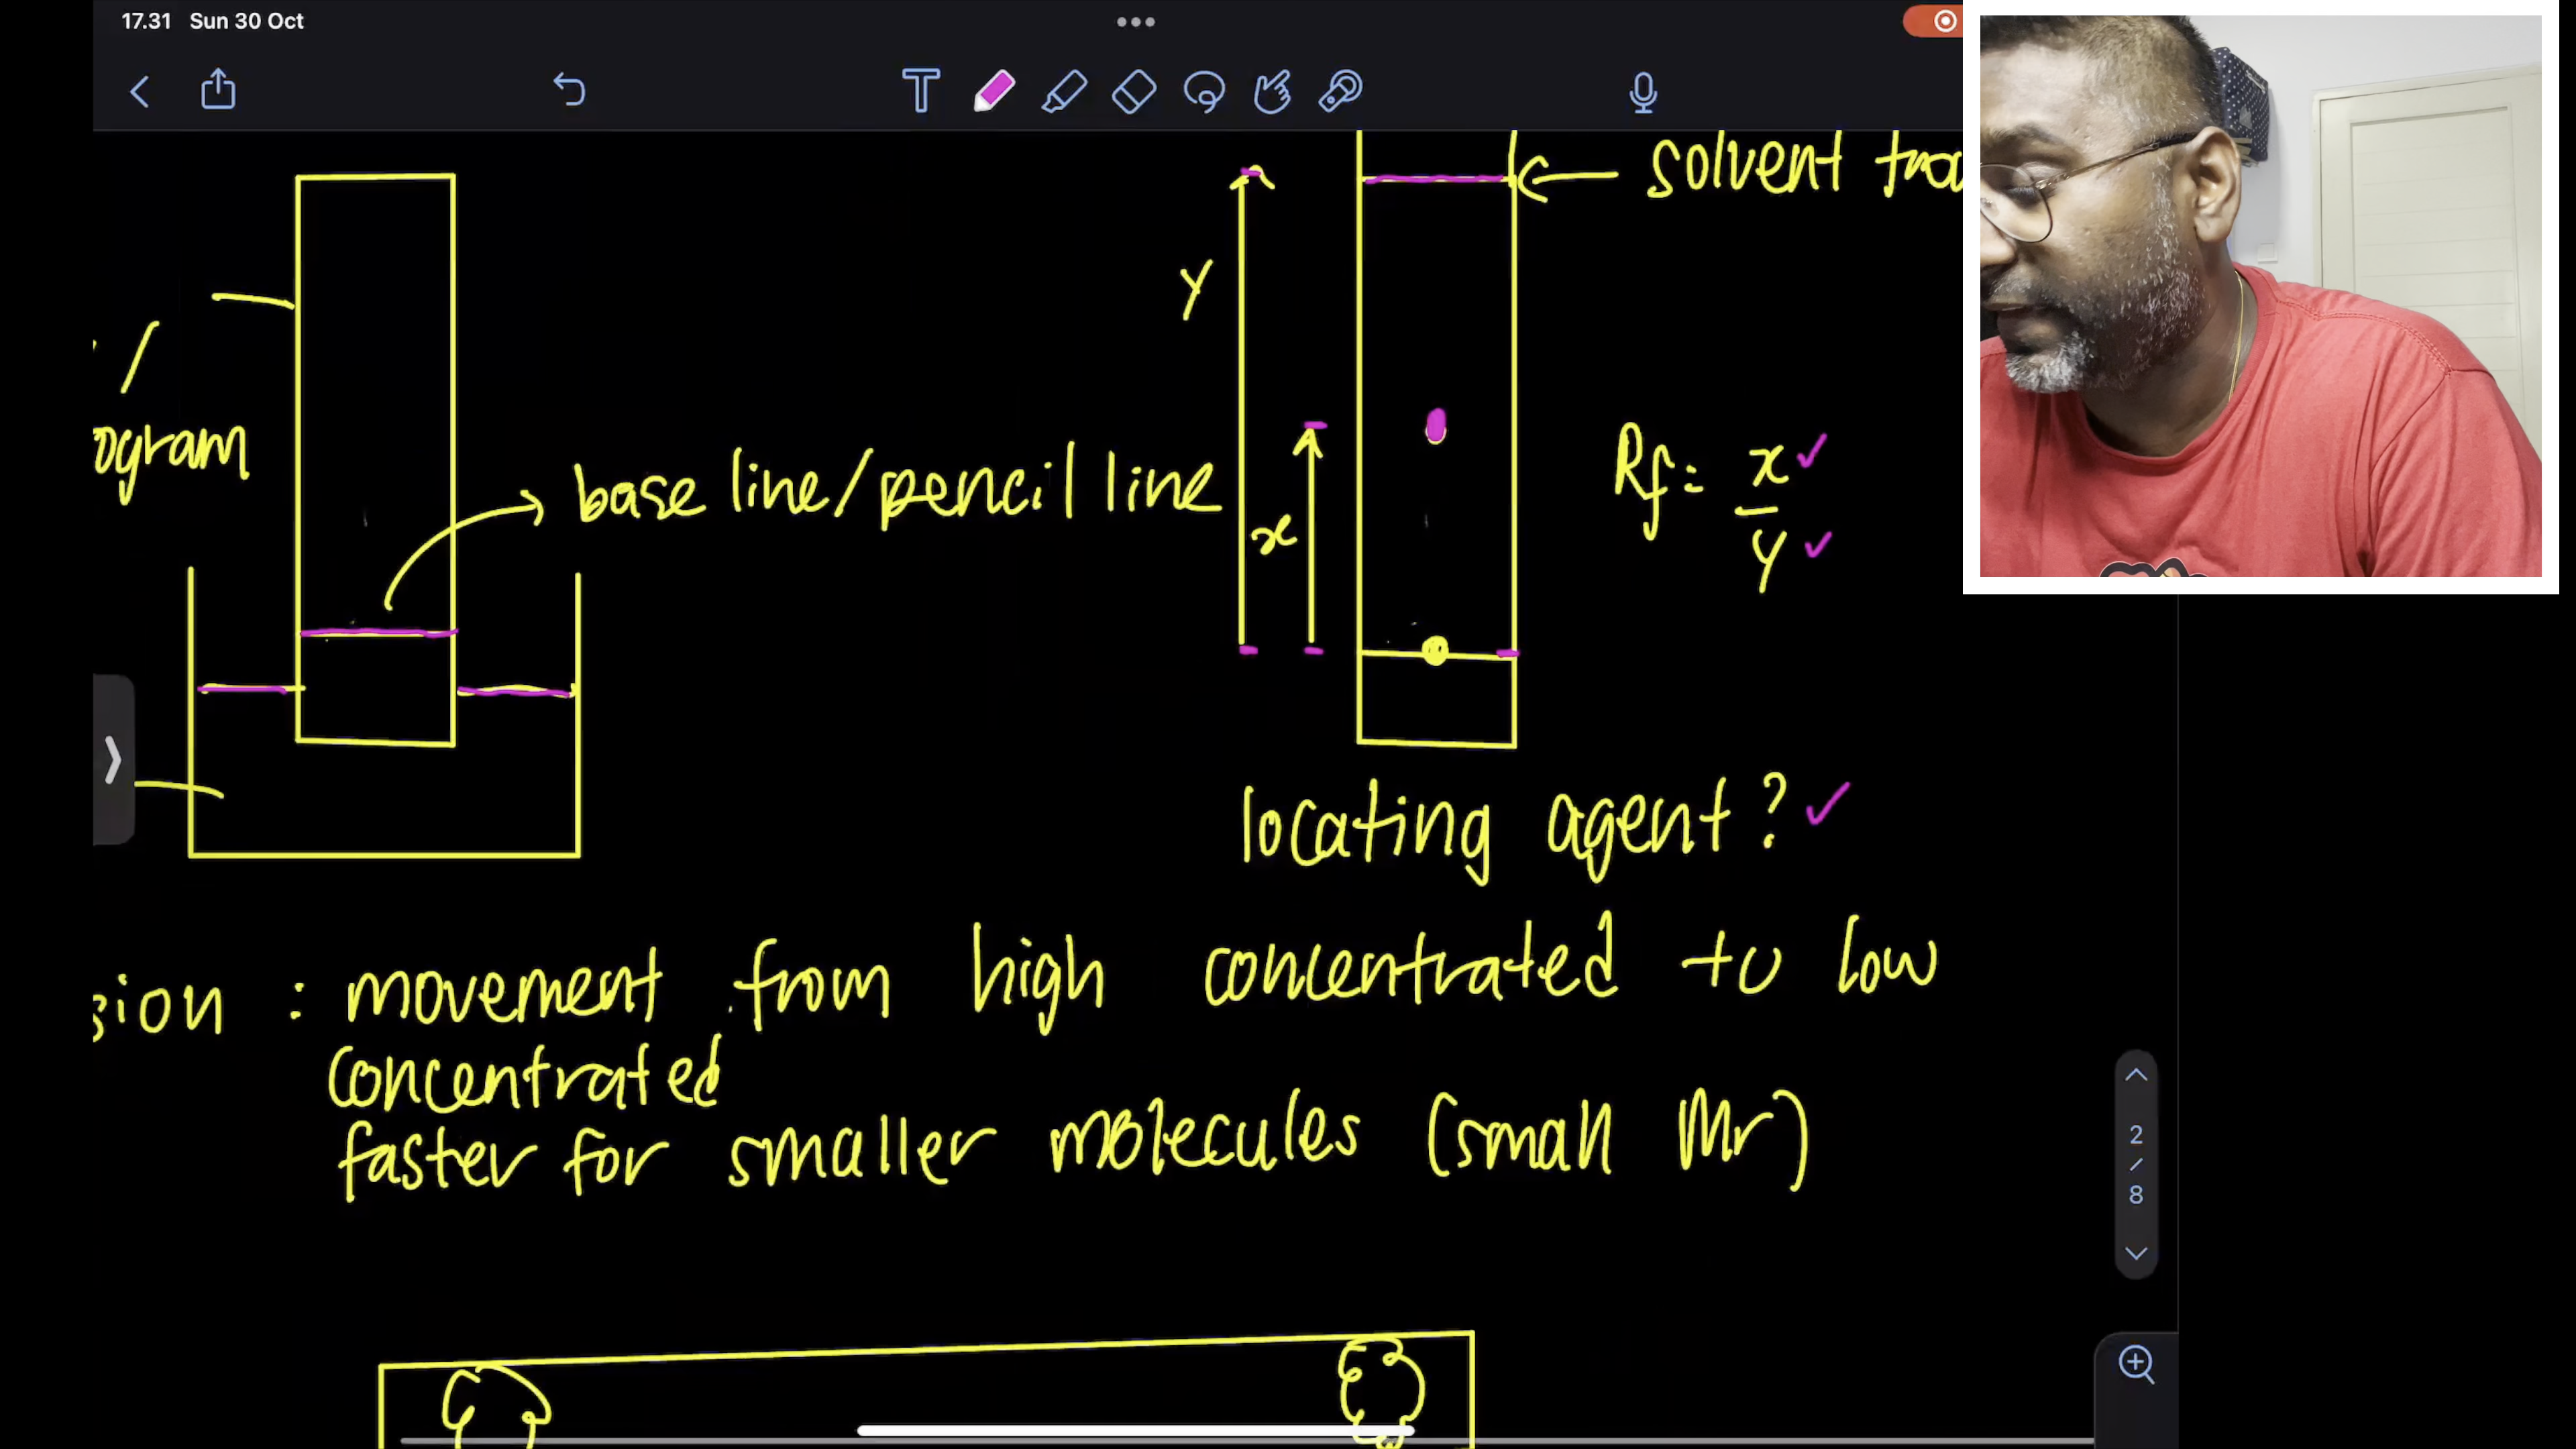 17.31 Sun 30 Oct
T
solvent
Y
/
ogram
base line/pencil line
x
Rf = x
Y
locating agent?
sion : movement from high concentrated to low
concentrated
faster for smaller molecules (small Mr)
2
/
8